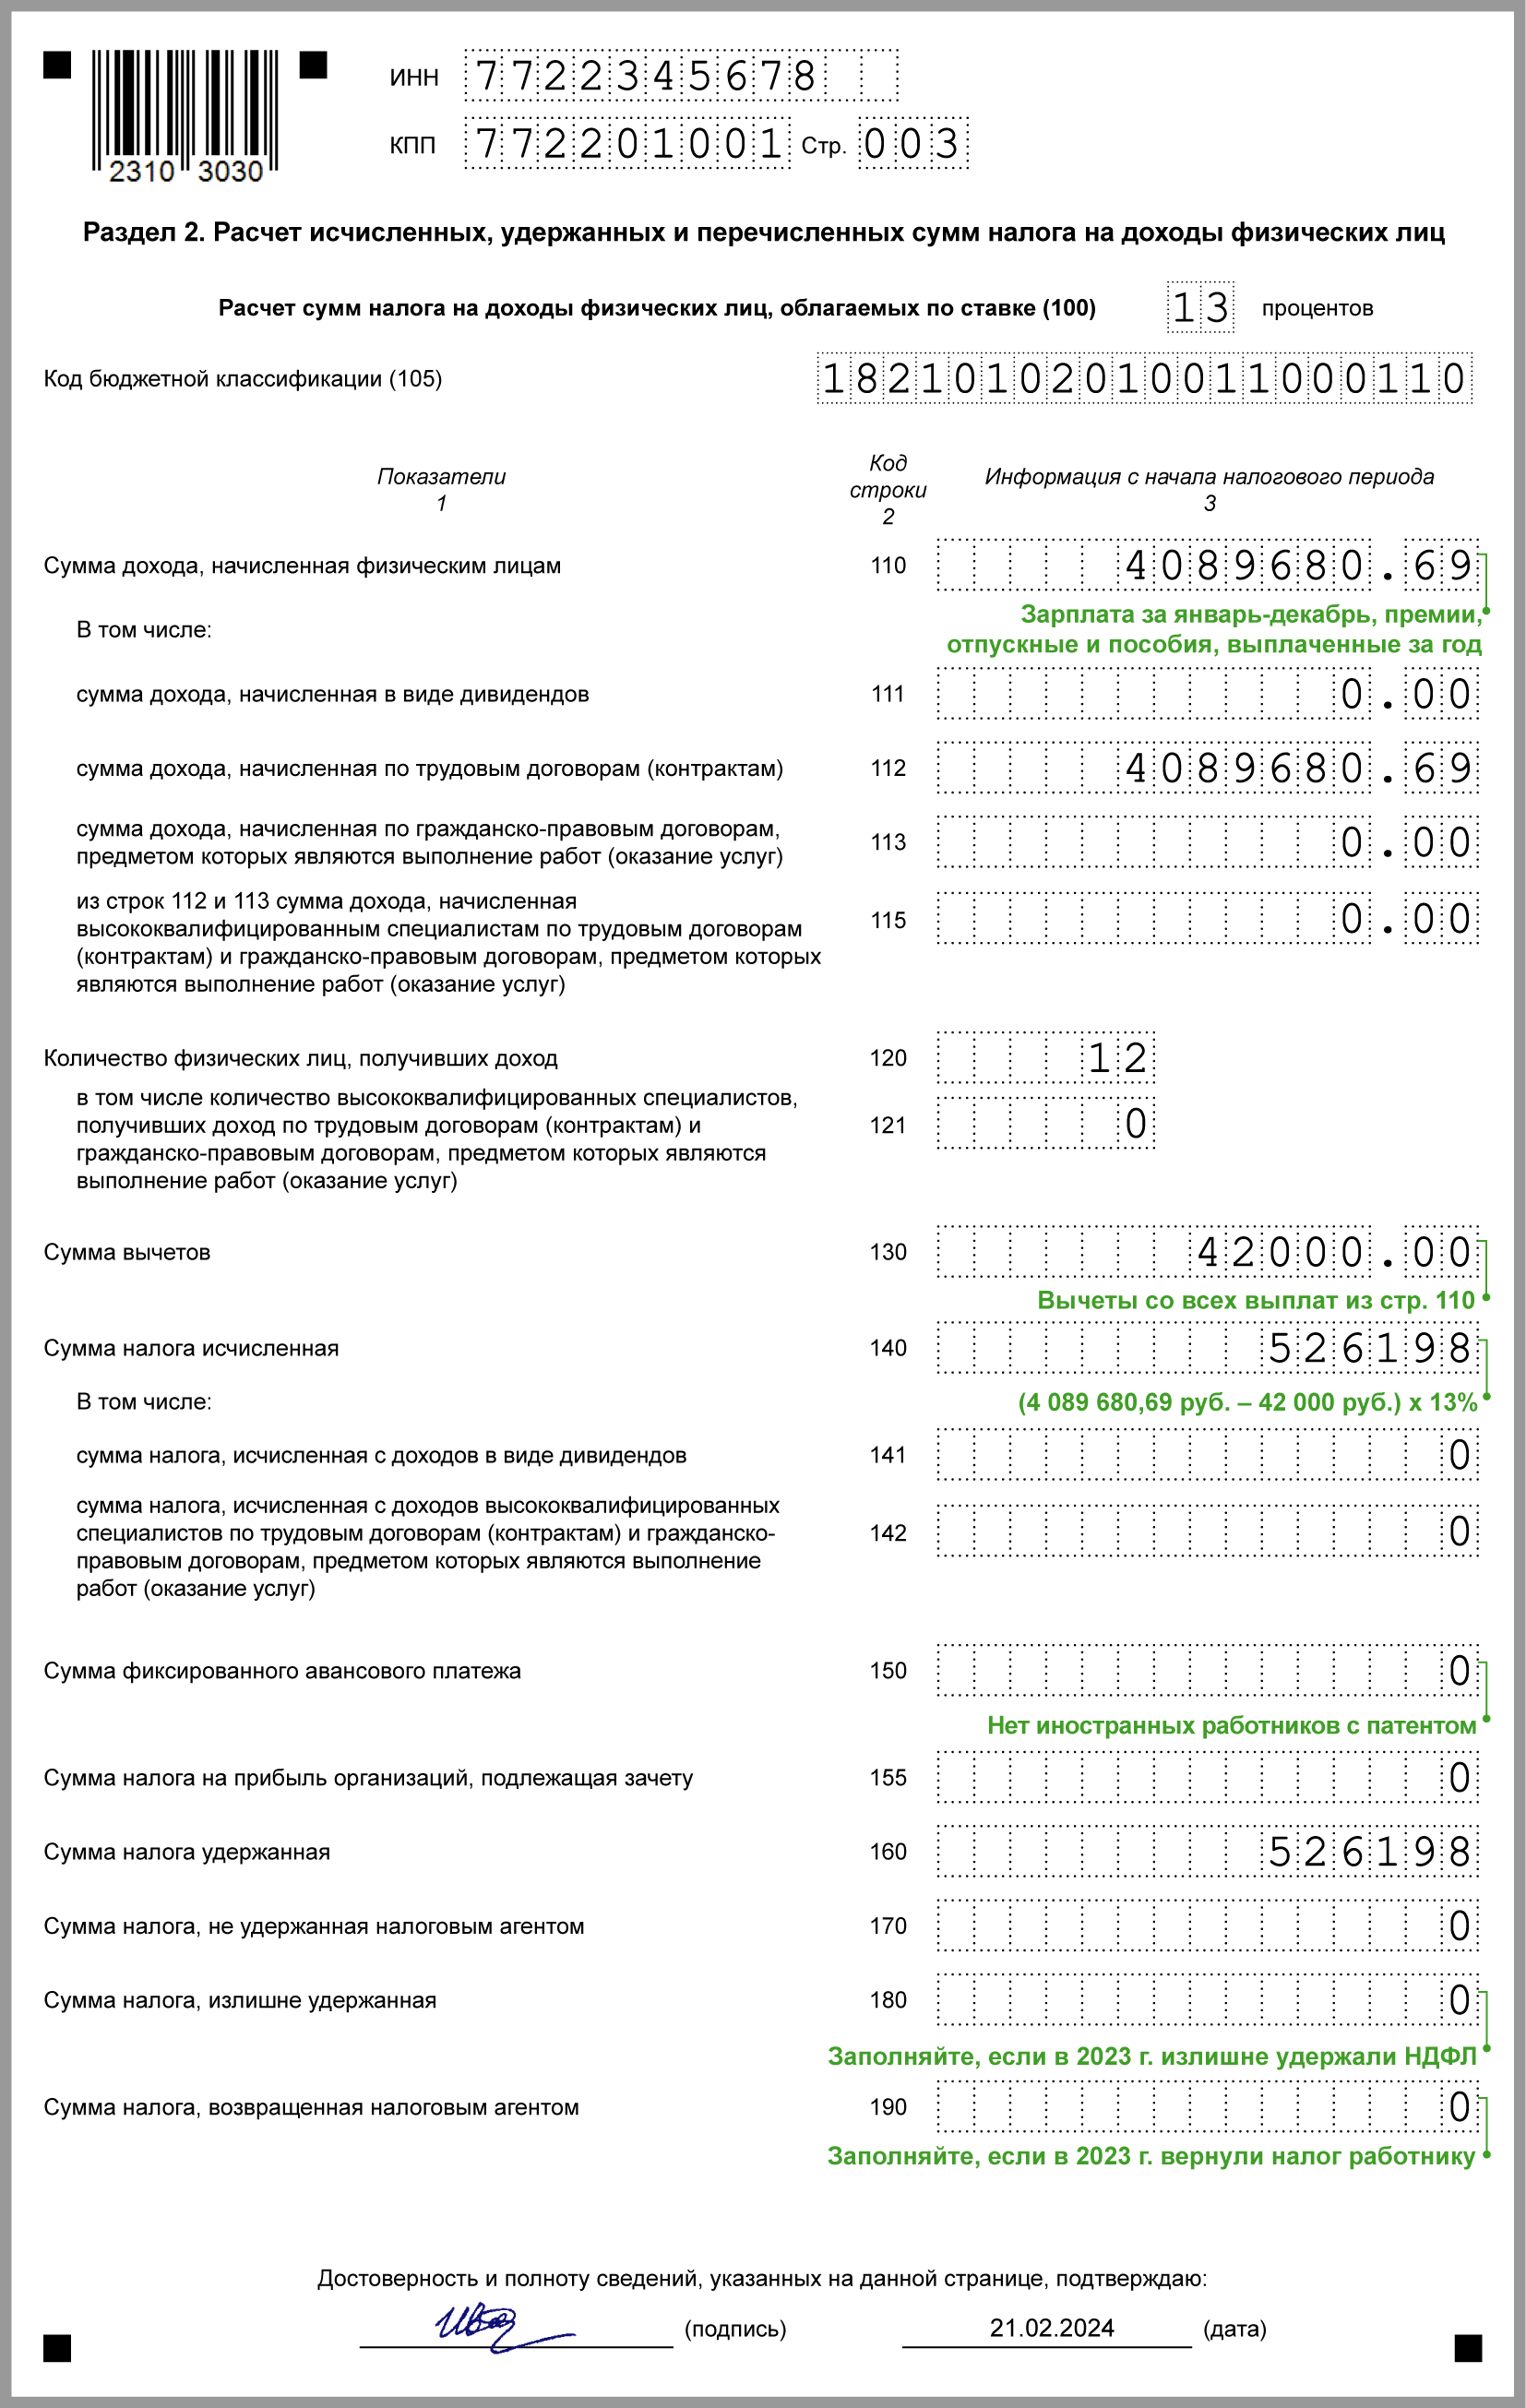 2310 3030
ИНН 7722345678
КПП 772201001 Стр. 003
Раздел 2. Расчет исчисленных, удержанных и перечисленных сумм налога на доходы физических лиц
Расчет сумм налога на доходы физических лиц, облагаемых по ставке (100) 13 процентов
Код бюджетной классификации (105) 18210102010011000110
Показатели
1
Код
строки
2
Информация с начала налогового периода
3
Сумма дохода, начисленная физическим лицам 110 4089680.69
Зарплата за январь-декабрь, премии,
отпускные и пособия, выплаченные за год
В том числе:
сумма дохода, начисленная в виде дивидендов 111 0.00
сумма дохода, начисленная по трудовым договорам (контрактам) 112 4089680.69
сумма дохода, начисленная по гражданско-правовым договорам,
предметом которых являются выполнение работ (оказание услуг) 113 0.00
из строк 112 и 113 сумма дохода, начисленная
высококвалифицированным специалистам по трудовым договорам 115 0.00
(контрактам) и гражданско-правовым договорам, предметом которых
являются выполнение работ (оказание услуг)
Количество физических лиц, получивших доход 120 12
в том числе количество высококвалифицированных специалистов,
получивших доход по трудовым договорам (контрактам) и 121 0
гражданско-правовым договорам, предметом которых являются
выполнение работ (оказание услуг)
Сумма вычетов 130 42000.00
Вычеты со всех выплат из стр. 110
Сумма налога исчисленная 140 526198
В том числе:
(4 089 680,69 руб. – 42 000 руб.) x 13%
сумма налога, исчисленная с доходов в виде дивидендов 141 0
сумма налога, исчисленная с доходов высококвалифицированных
специалистов по трудовым договорам (контрактам) и гражданско- 142 0
правовым договорам, предметом которых являются выполнение
работ (оказание услуг)
Сумма фиксированного авансового платежа 150 0
Нет иностранных работников с патентом
Сумма налога на прибыль организаций, подлежащая зачету 155 0
Сумма налога удержанная 160 526198
Сумма налога, не удержанная налоговым агентом 170 0
Сумма налога, излишне удержанная 180 0
Заполняйте, если в 2023 г. излишне удержали НДФЛ
Сумма налога, возвращенная налоговым агентом 190 0
Заполняйте, если в 2023 г. вернули налог работнику
Достоверность и полноту сведений, указанных на данной странице, подтверждаю:
(подпись) 21.02.2024 (дата)